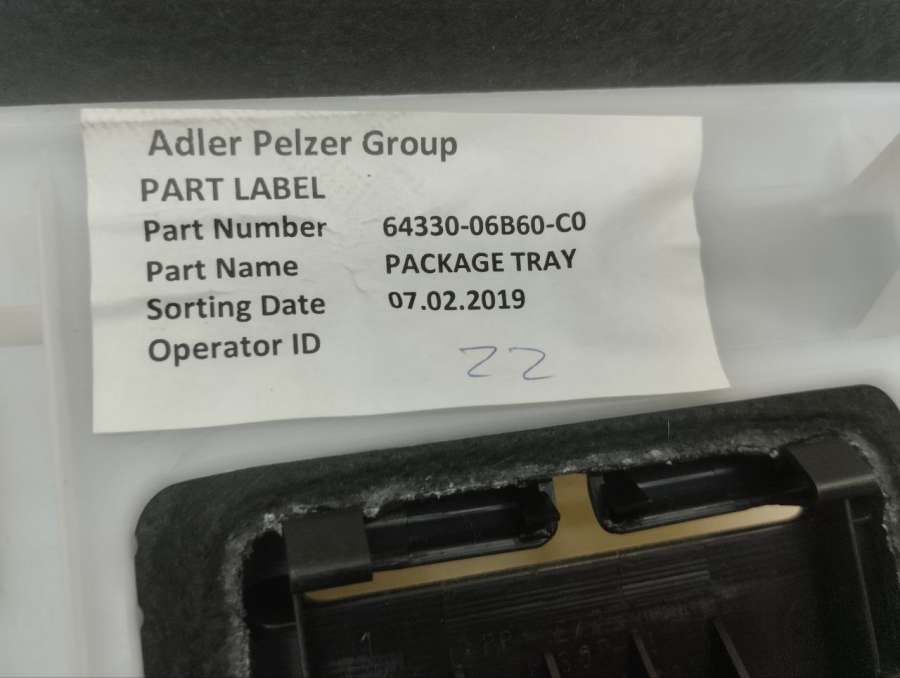 Adler Pelzer Group
PART LABEL
Part Number 64330-06B60-C0
Part Name PACKAGE TRAY
Sorting Date 07.02.2019
Operator ID 22